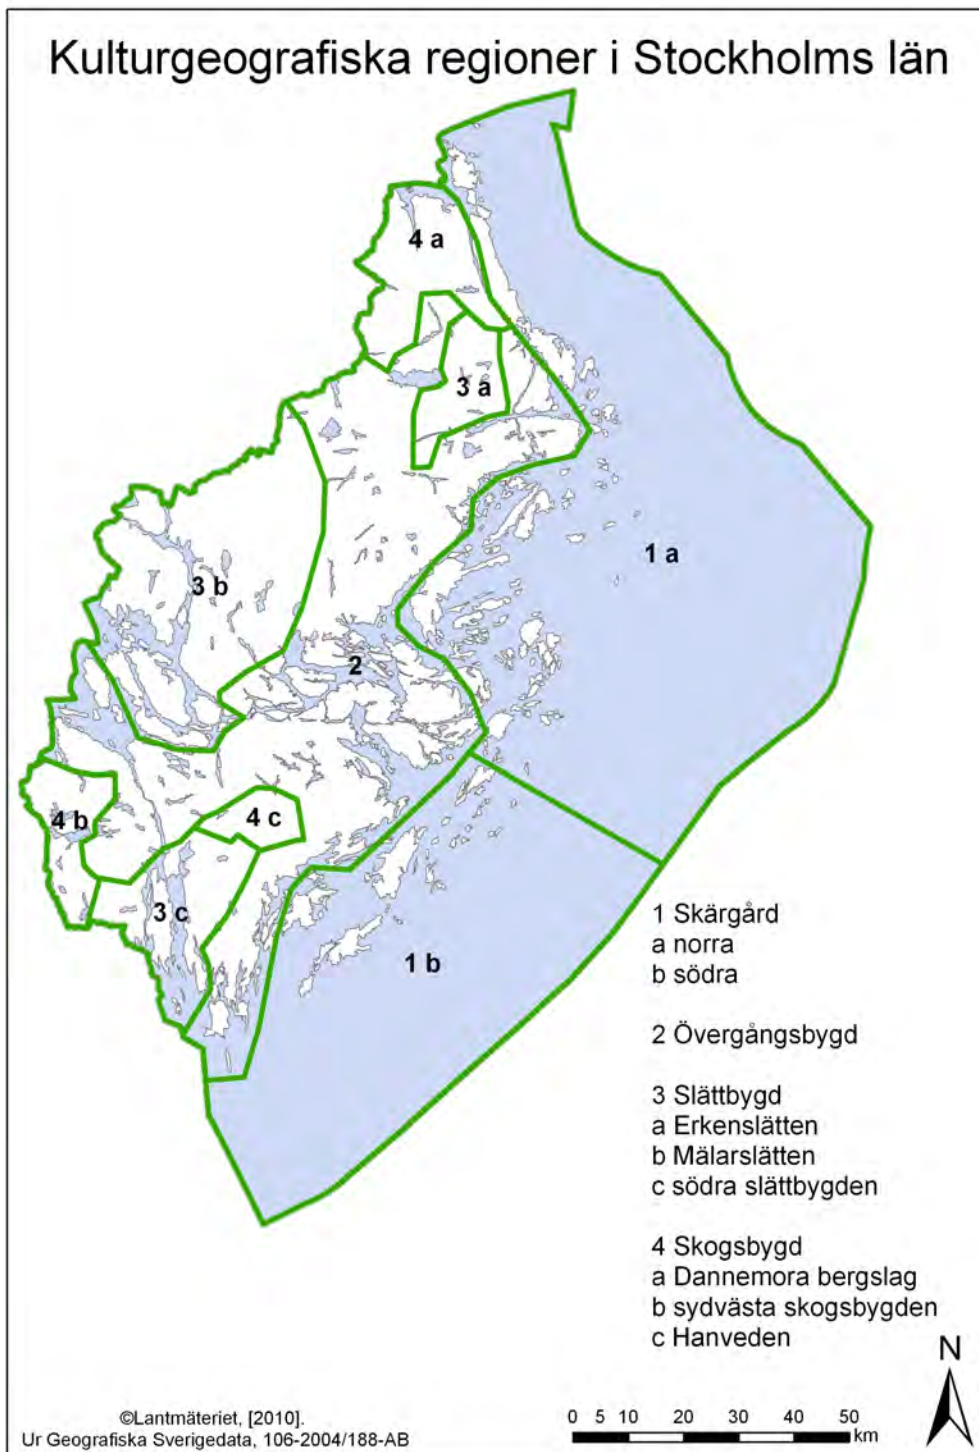 Kulturgeografiska regioner i Stockholms län
4 a
3 a
1 a
3 b
2
4 b
4 c
3 c
1 b
1 Skärgård
a norra
b södra
2 Övergångsbygd
3 Slättbygd
a Erkenslätten
b Mälarslätten
c södra slättbygden
4 Skogsbygd
a Dannemora bergslag
b sydvästa skogsbygden
c Hanveden
N
©Lantmäteriet, [2010].
Ur Geografiska Sverigedata, 106-2004/188-AB
0 5 10 20 30 40 50
km